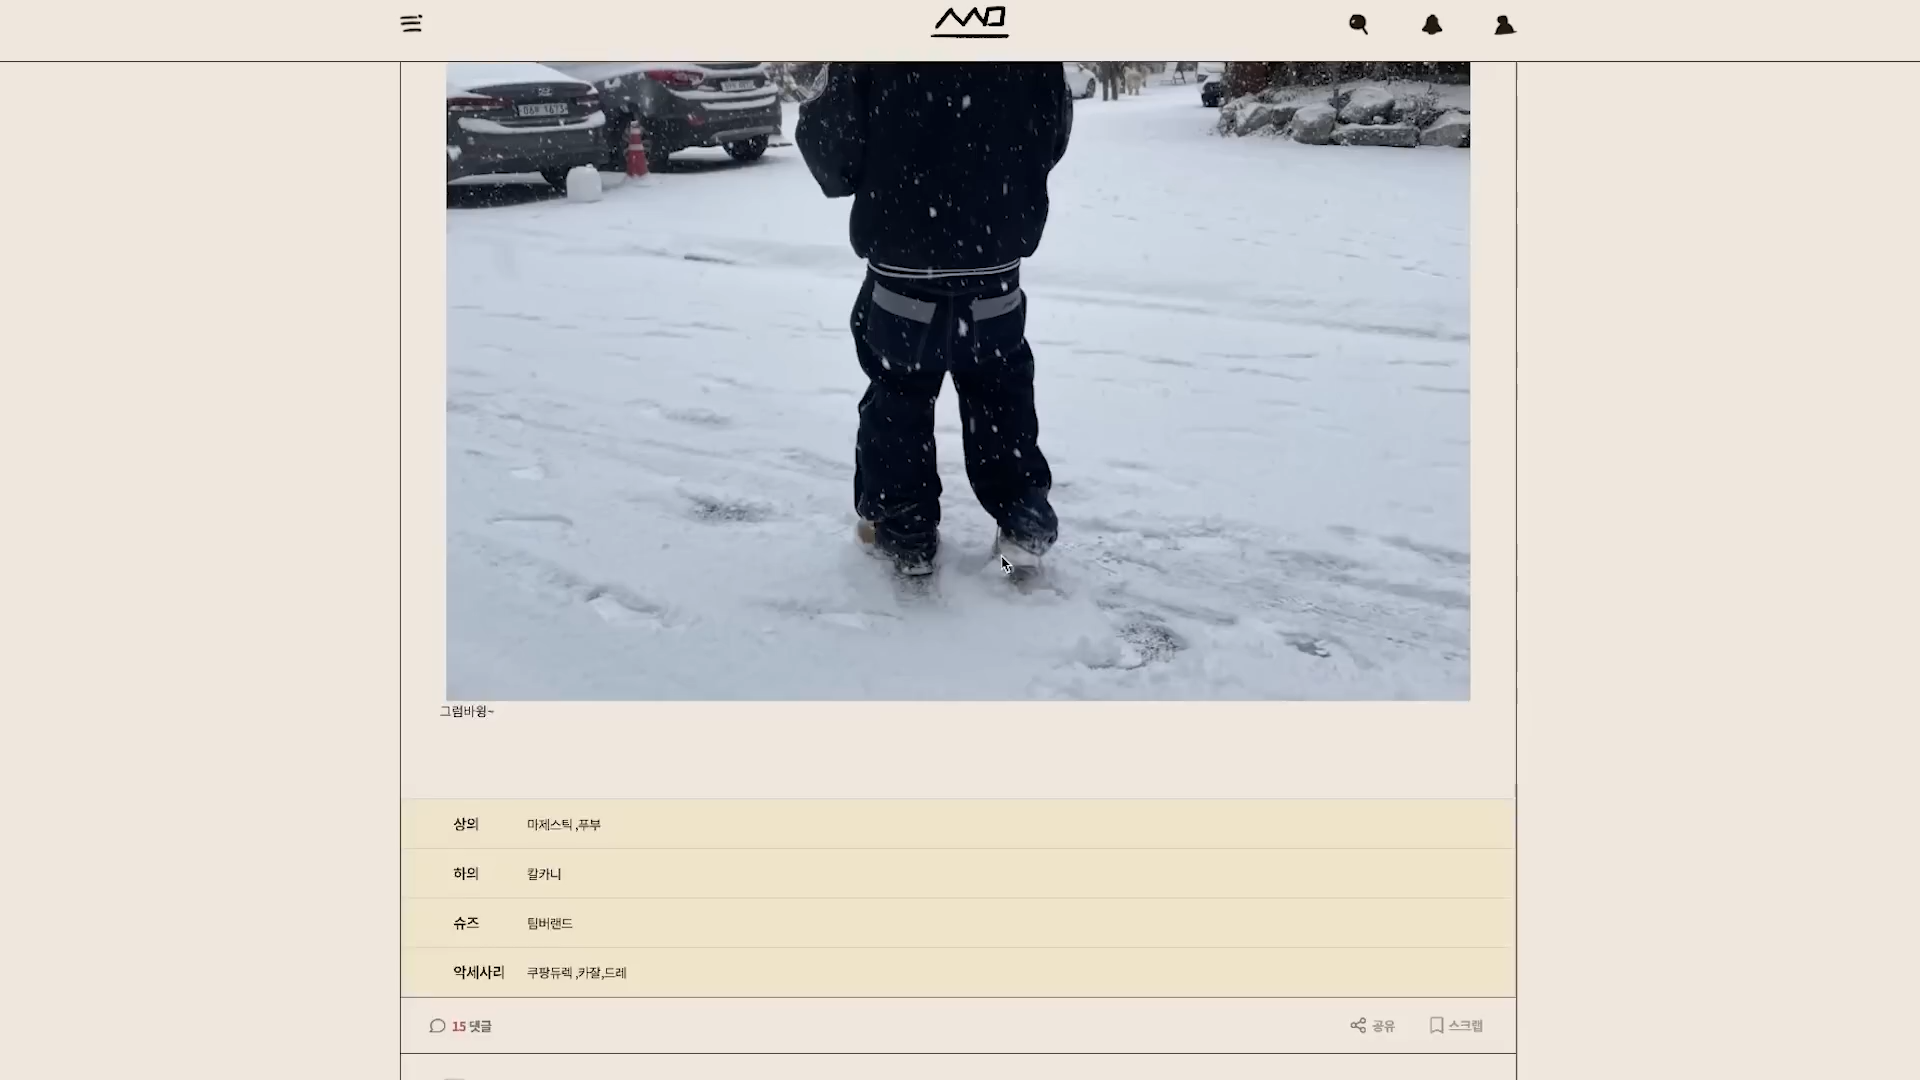 그럼바윙~
상의 마제스틱 ,푸부
하의 칼카니
슈즈 팀버랜드
악세사리 쿠팡듀렉 ,카잘,드레
15 댓글
공유
스크랩